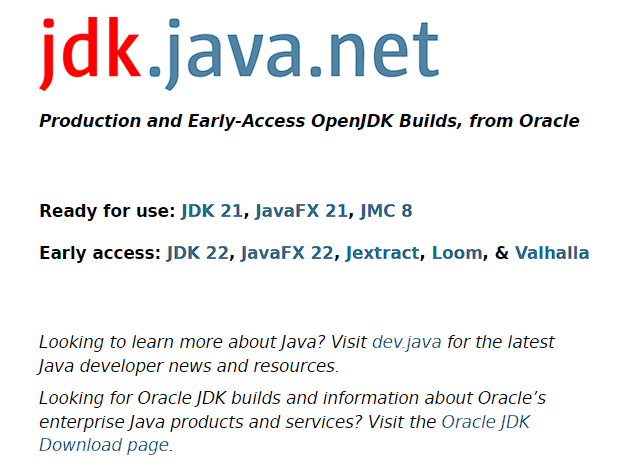 jdk.java.net
Production and Early-Access OpenJDK Builds, from Oracle
Ready for use: JDK 21, JavaFX 21, JMC 8
Early access: JDK 22, JavaFX 22, Jextract, Loom, & Valhalla
Looking to learn more about Java? Visit dev.java for the latest
Java developer news and resources.
Looking for Oracle JDK builds and information about Oracle’s
enterprise Java products and services? Visit the Oracle JDK
Download page.